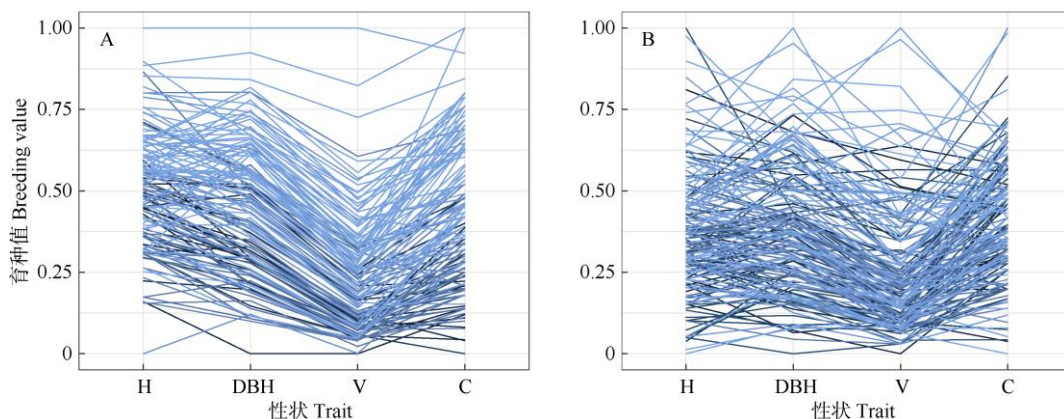 A
B
育种值 Breeding value
1.00
0.75
0.50
0.25
0
H DBH V C
性状 Trait
1.00
0.75
0.50
0.25
0
H DBH V C
性状 Trait